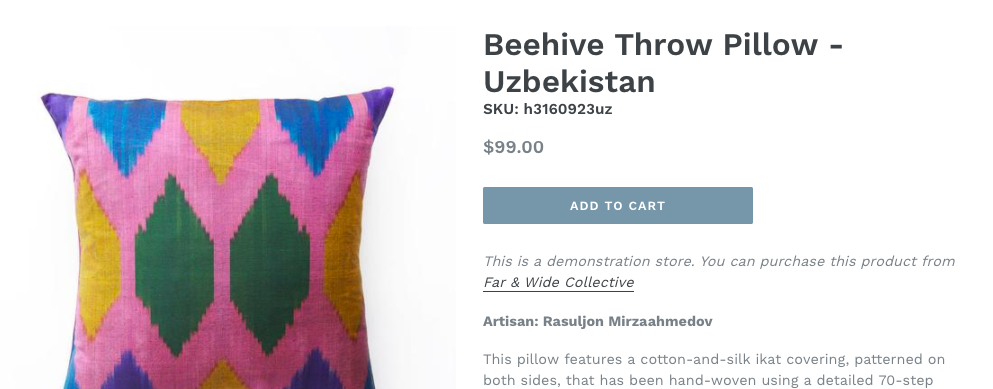 Beehive Throw Pillow -
Uzbekistan
SKU: h3160923uz
$99.00
ADD TO CART
This is a demonstration store. You can purchase this product from
Far & Wide Collective
Artisan: Rasuljon Mirzaahmedov
This pillow features a cotton-and-silk ikat covering, patterned on
both sides, that has been hand-woven using a detailed 70-step